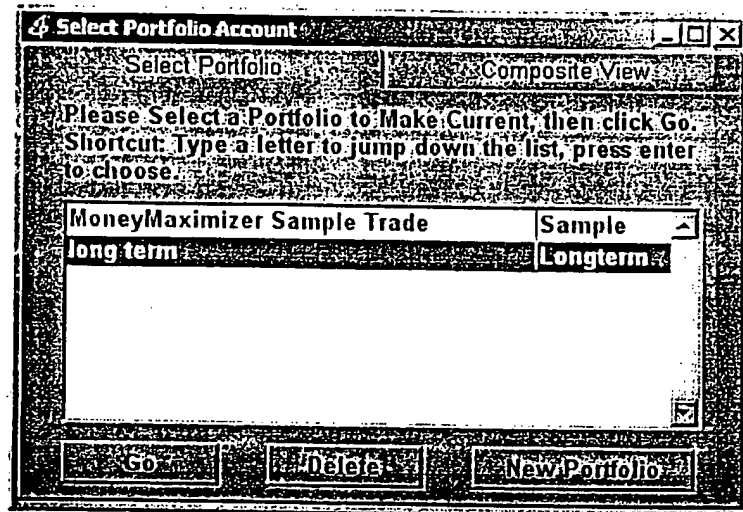 Select Portfolio Account
Select Portfolio
Composite View
Please Select a Portfolio to Make Current, then click Go.
Shortcut: Type a letter to jump down the list, press enter
to choose.
MoneyMaximizer Sample Trade Sample
long term Longterm
Go Delete New Portfolio